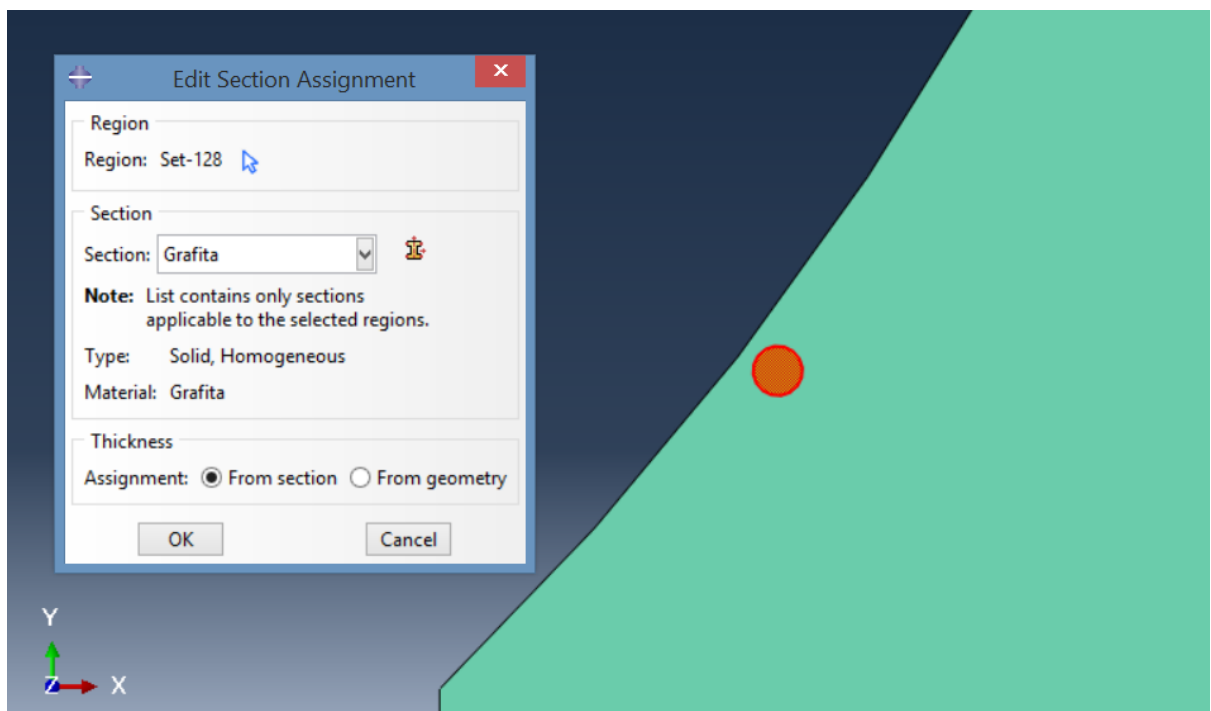 Edit Section Assignment
Region
Region: Set-128
Section
Section: Grafita
Note: List contains only sections
applicable to the selected regions.
Type: Solid, Homogeneous
Material: Grafita
Thickness
Assignment: From section From geometry
OK Cancel
Y
Z X